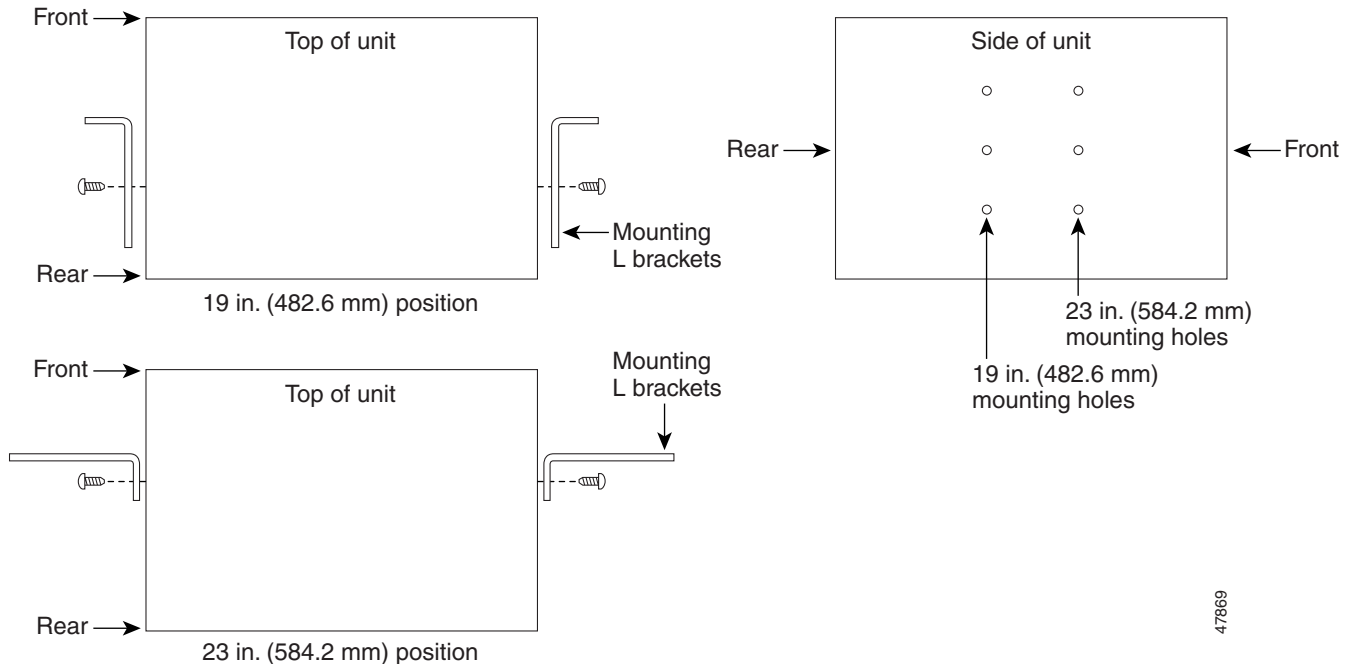 Front
Top of unit
Mounting
L brackets
Rear
19 in. (482.6 mm) position
Side of unit
Rear
Front
23 in. (584.2 mm)
mounting holes
19 in. (482.6 mm)
mounting holes
Front
Top of unit
Mounting
L brackets
Rear
23 in. (584.2 mm) position
47869